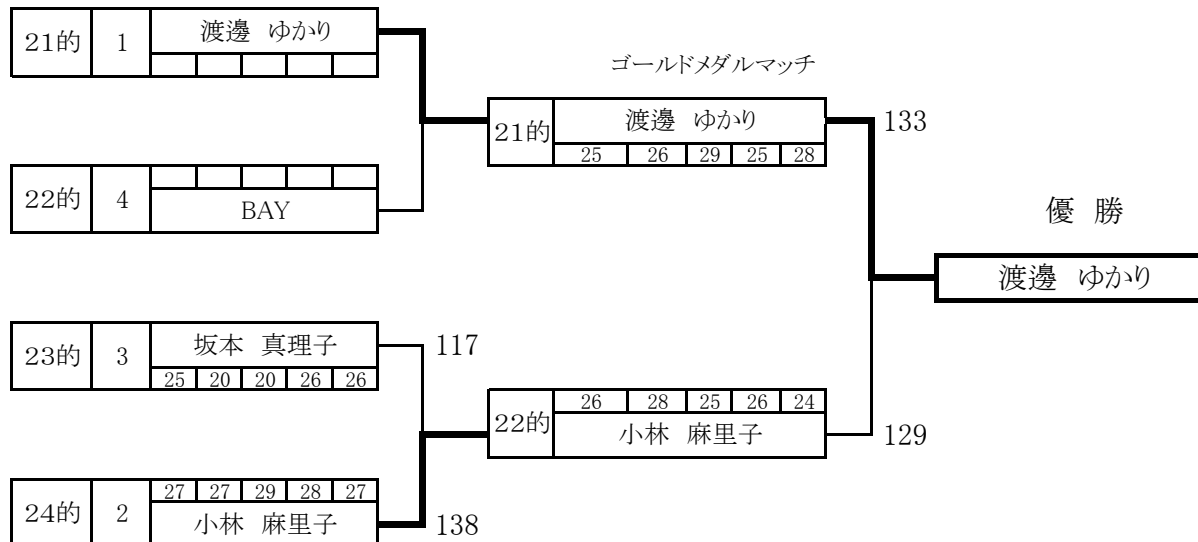 21的 1 渡邊 ゆかり
ゴールドメダルマッチ
21的 渡邊 ゆかり 133
25 26 29 25 28
22的 4 BAY
優 勝
渡邊 ゆかり
23的 3 坂本 真理子 117
25 20 20 26 26
26 28 25 26 24
22的 小林 麻里子 129
27 27 29 28 27
24的 2 小林 麻里子 138